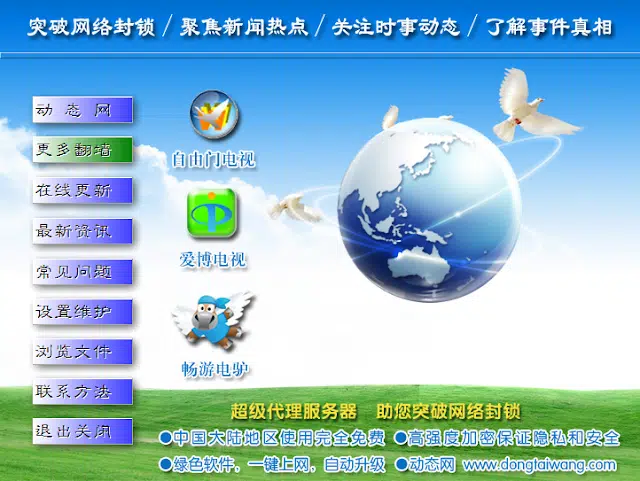 突破网络封锁 / 聚焦新闻热点 / 关注时事动态 / 了解事件真相
动 态 网
更多翻墙
在线更新
最新资讯
常见问题
设置维护
浏览文件
联系方法
退出关闭
自由门电视
爱博电视
畅游电驴
超级代理服务器 助您突破网络封锁
●中国大陆地区使用完全免费 ●高强度加密保证隐私和安全
●绿色软件，一键上网，自动升级 ●动态网 www.dongtaiwang.com